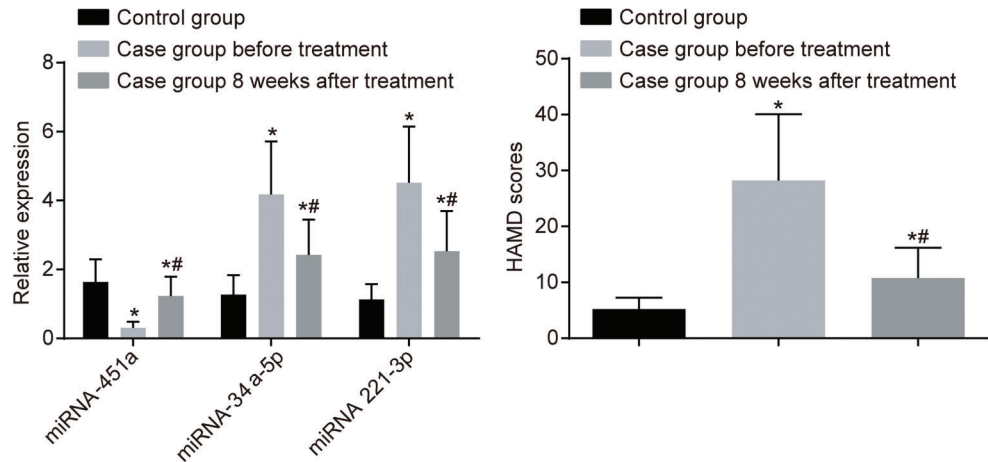 Control group
Case group before treatment
Case group 8 weeks after treatment
Relative expression
8
6
4
2
0
*
*#
*
*#
*
*#
miRNA-451a
miRNA-34a-5p
miRNA 221-3p
Control group
Case group before treatment
Case group 8 weeks after treatment
HAMD scores
50
40
30
20
10
0
*
*#